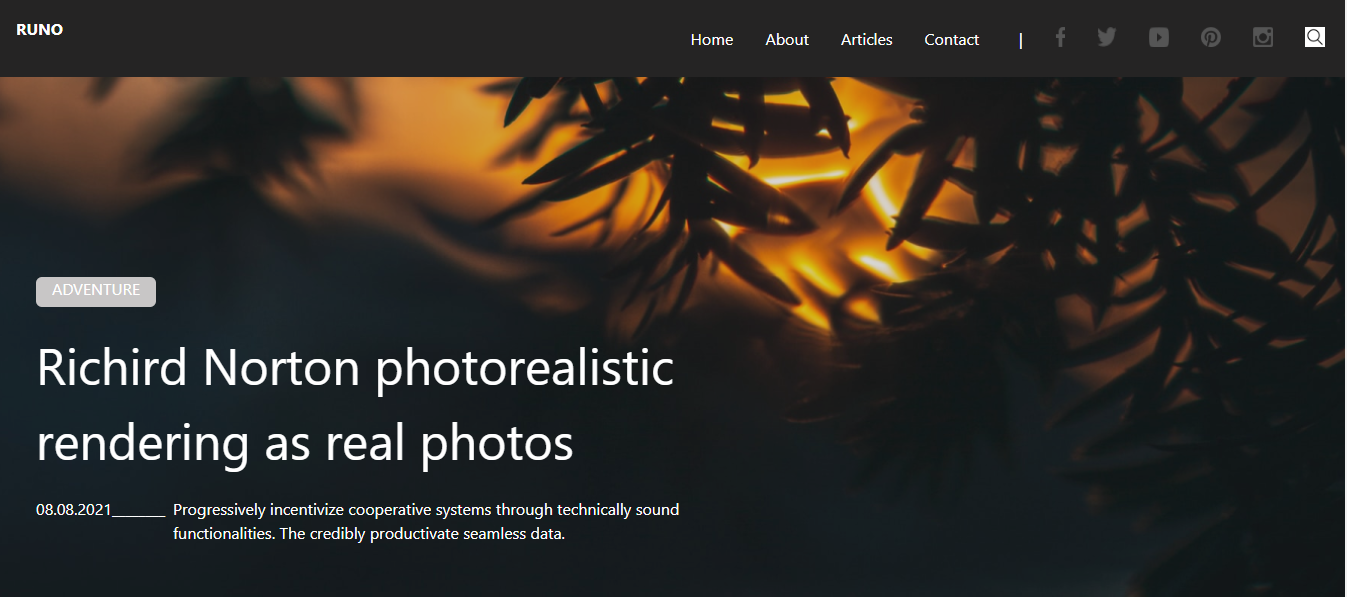 RUNO
Home About Articles Contact |
ADVENTURE
Richird Norton photorealistic
rendering as real photos
08.08.2021______ Progressively incentivize cooperative systems through technically sound
functionalities. The credibly productivate seamless data.